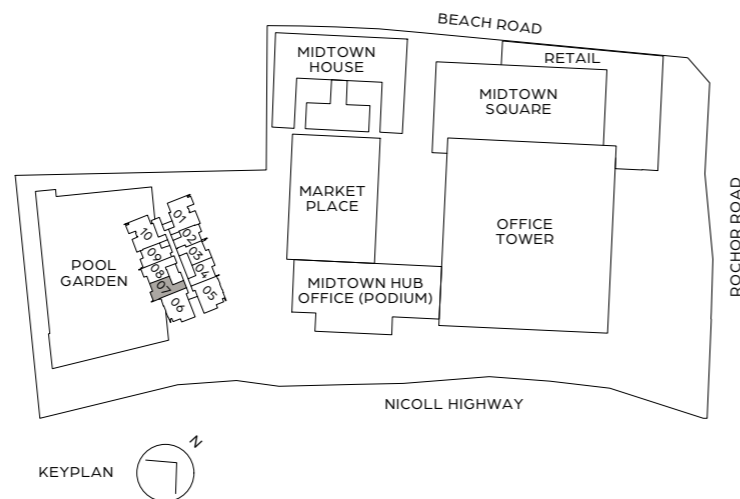 BEACH ROAD
MIDTOWN
HOUSE
RETAIL
MIDTOWN
SQUARE
MARKET
PLACE
OFFICE
TOWER
ROCHOR ROAD
POOL
GARDEN
01
02
03
04
05
10
09
08
07
06
MIDTOWN HUB
OFFICE (PODIUM)
NICOLL HIGHWAY
KEYPLAN
N